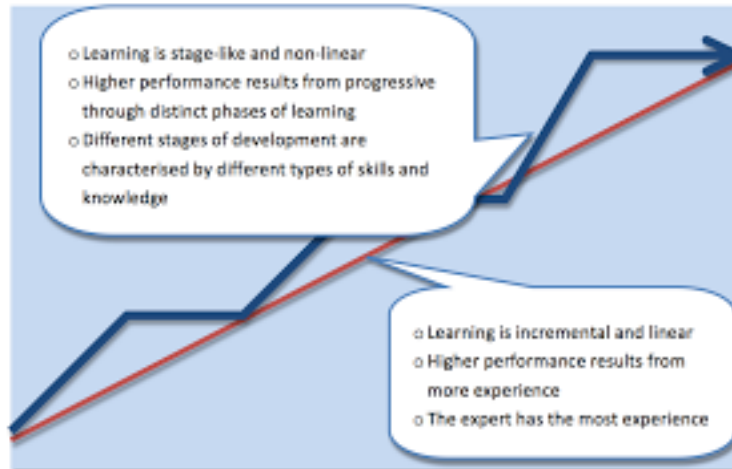 o Learning is stage-like and non-linear
o Higher performance results from progressive
through distinct phases of learning
o Different stages of development are
characterised by different types of skills and
knowledge
o Learning is incremental and linear
o Higher performance results from
more experience
o The expert has the most experience